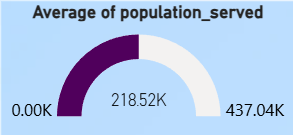 Average of population_served
218.52K
0.00K 437.04K